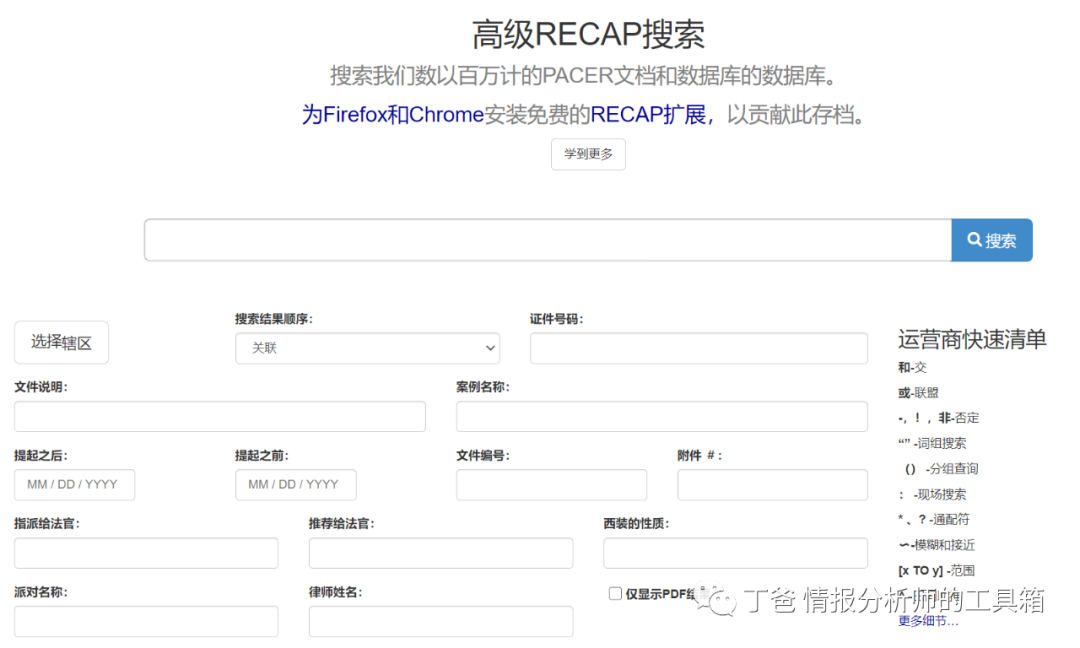 高级RECAP搜索
搜索我们数以百万计的PACER文档和数据库的数据库。
为Firefox和Chrome安装免费的RECAP扩展，以贡献此存档。
学到更多
搜索
选择辖区
搜索结果顺序：
关联
证件号码：
文件说明：
案例名称：
提起之后：
MM / DD / YYYY
提起之前：
MM / DD / YYYY
文件编号：
附件 #：
指派给法官：
推荐给法官：
西装的性质：
派对名称：
律师姓名：
仅显示PDF
运营商快速清单
和-交
或-联盟
-，！，非-否定
“” -词组搜索
（） -分组查询
： -现场搜索
* 、? -通配符
~-模糊和接近
[x TO y] -范围
更多细节…
丁爸 情报分析师的工具箱